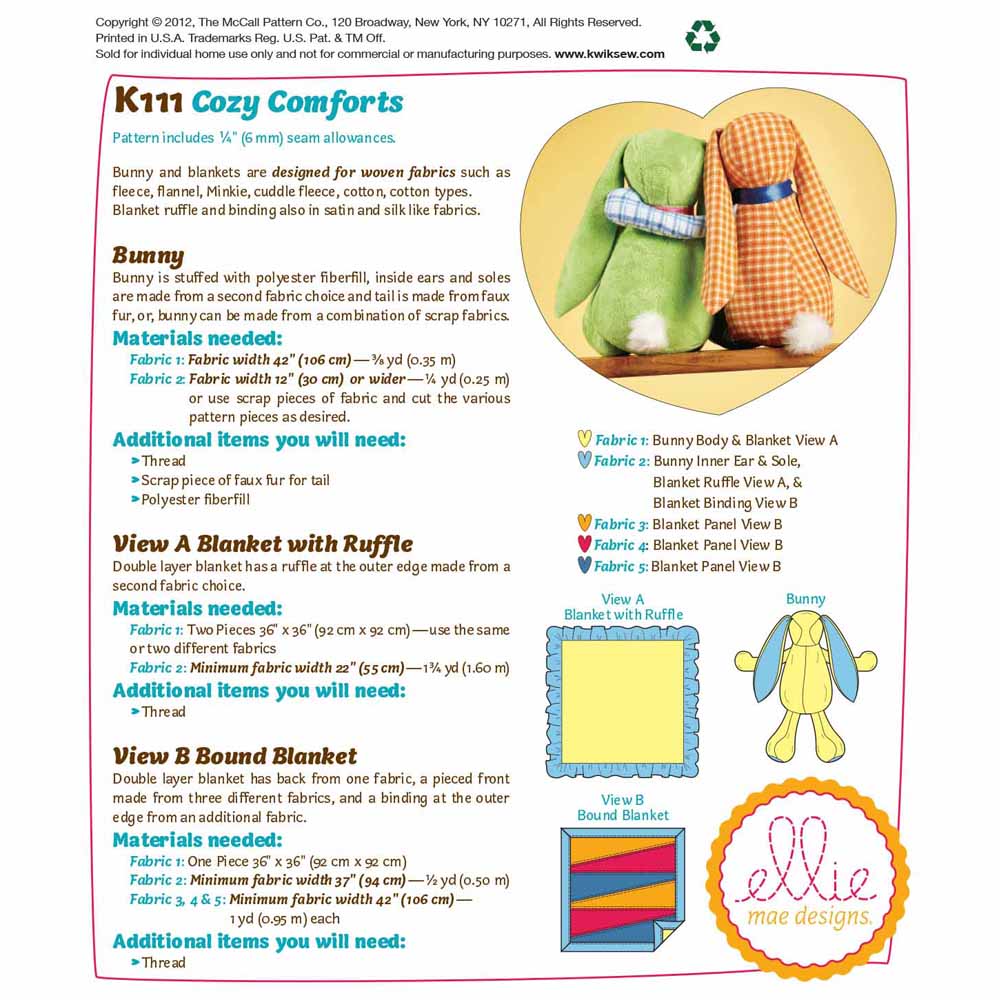 Copyright © 2012, The McCall Pattern Co., 120 Broadway, New York, NY 10271, All Rights Reserved.
Printed in U.S.A. Trademarks Reg. U.S. Pat. & TM Off.
Sold for individual home use only and not for commercial or manufacturing purposes. www.kwiksew.com
K111 Cozy Comforts
Pattern includes ¼" (6 mm) seam allowances.
Bunny and blankets are designed for woven fabrics such as
fleece, flannel, Minkie, cuddle fleece, cotton, cotton types.
Blanket ruffle and binding also in satin and silk like fabrics.
Bunny
Bunny is stuffed with polyester fiberfill, inside ears and soles
are made from a second fabric choice and tail is made from faux
fur, or, bunny can be made from a combination of scrap fabrics.
Materials needed:
Fabric 1: Fabric width 42" (106 cm) — ⅜ yd (0.35 m)
Fabric 2: Fabric width 12" (30 cm) or wider — ¼ yd (0.25 m)
or use scrap pieces of fabric and cut the various
pattern pieces as desired.
Additional items you will need:
➤Thread
➤Scrap piece of faux fur for tail
➤Polyester fiberfill
View A Blanket with Ruffle
Double layer blanket has a ruffle at the outer edge made from a
second fabric choice.
Materials needed:
Fabric 1: Two Pieces 36" x 36" (92 cm x 92 cm) — use the same
or two different fabrics
Fabric 2: Minimum fabric width 22" (55 cm) — 1¾ yd (1.60 m)
Additional items you will need:
➤Thread
View B Bound Blanket
Double layer blanket has back from one fabric, a pieced front
made from three different fabrics, and a binding at the outer
edge from an additional fabric.
Materials needed:
Fabric 1: One Piece 36" x 36" (92 cm x 92 cm)
Fabric 2: Minimum fabric width 37" (94 cm) — ½ yd (0.50 m)
Fabric 3, 4 & 5: Minimum fabric width 42" (106 cm) —
1 yd (0.95 m) each
Additional items you will need:
➤Thread
Fabric 1: Bunny Body & Blanket View A
Fabric 2: Bunny Inner Ear & Sole,
Blanket Ruffle View A, &
Blanket Binding View B
Fabric 3: Blanket Panel View B
Fabric 4: Blanket Panel View B
Fabric 5: Blanket Panel View B
View A
Blanket with Ruffle
Bunny
View B
Bound Blanket
ellie
mae designs.